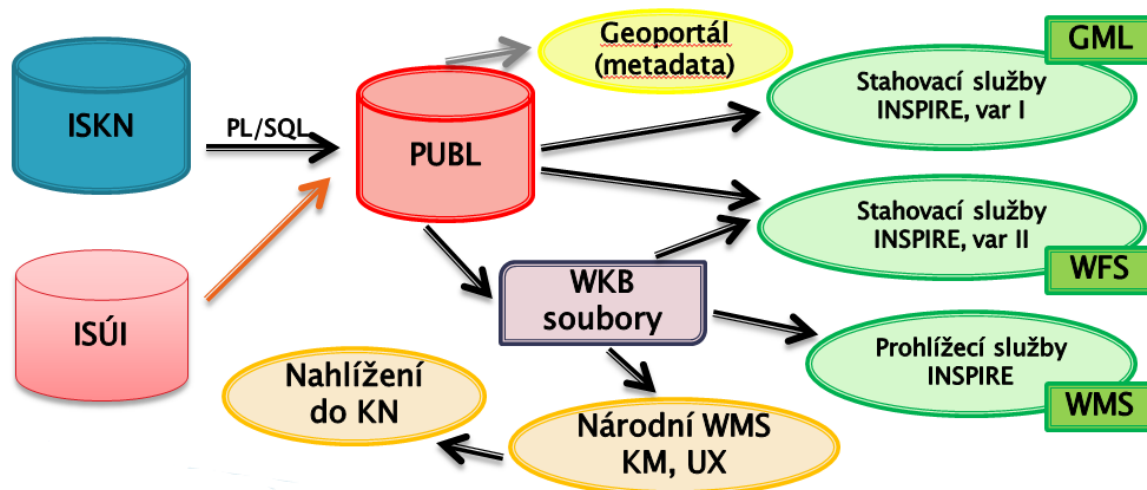 ISKN
PL/SQL
PUBL
Geoportál
(metadata)
GML
Stahovací služby
INSPIRE, var I
Stahovací služby
INSPIRE, var II
WFS
ISÚI
WKB
soubory
Prohlížecí služby
INSPIRE
WMS
Nahlížení
do KN
Národní WMS
KM, UX